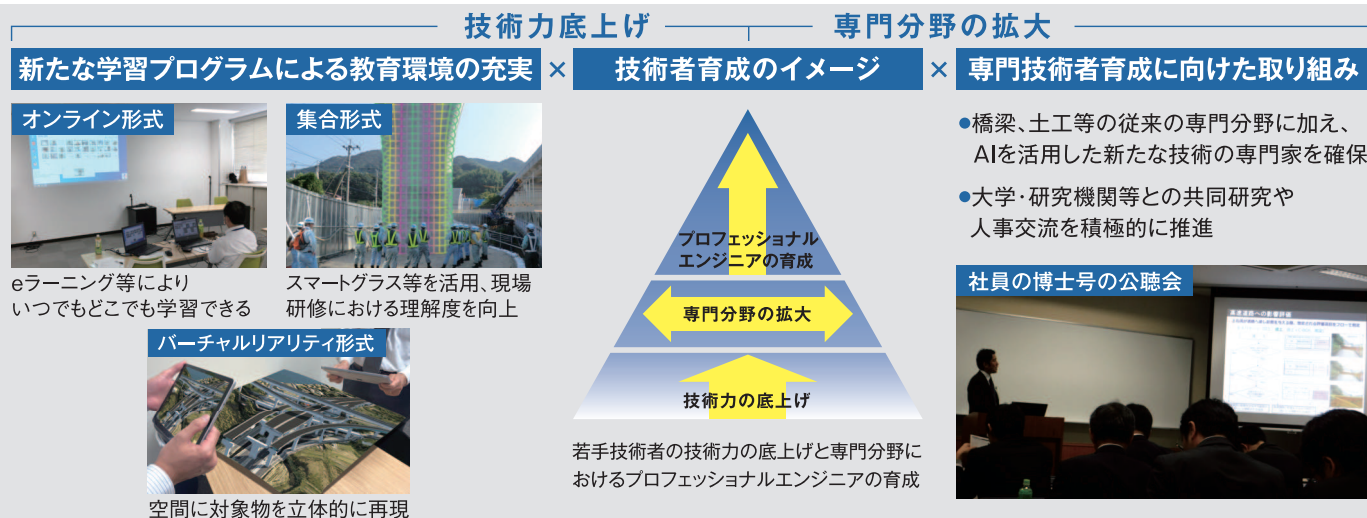 技術力底上げ
専門分野の拡大
新たな学習プログラムによる教育環境の充実
×
技術者育成のイメージ
×
専門技術者育成に向けた取り組み
オンライン形式
eラーニング等により
いつでもどこでも学習できる
集合形式
スマートグラス等を活用、現場
研修における理解度を向上
バーチャルリアリティ形式
空間に対象物を立体的に再現
プロフェッショナル
エンジニアの育成
専門分野の拡大
技術力の底上げ
若手技術者の技術力の底上げと専門分野に
おけるプロフェッショナルエンジニアの育成
●橋梁、土工等の従来の専門分野に加え、
AIを活用した新たな技術の専門家を確保
●大学・研究機関等との共同研究や
人事交流を積極的に推進
社員の博士号の公聴会
高速道路への影響評価